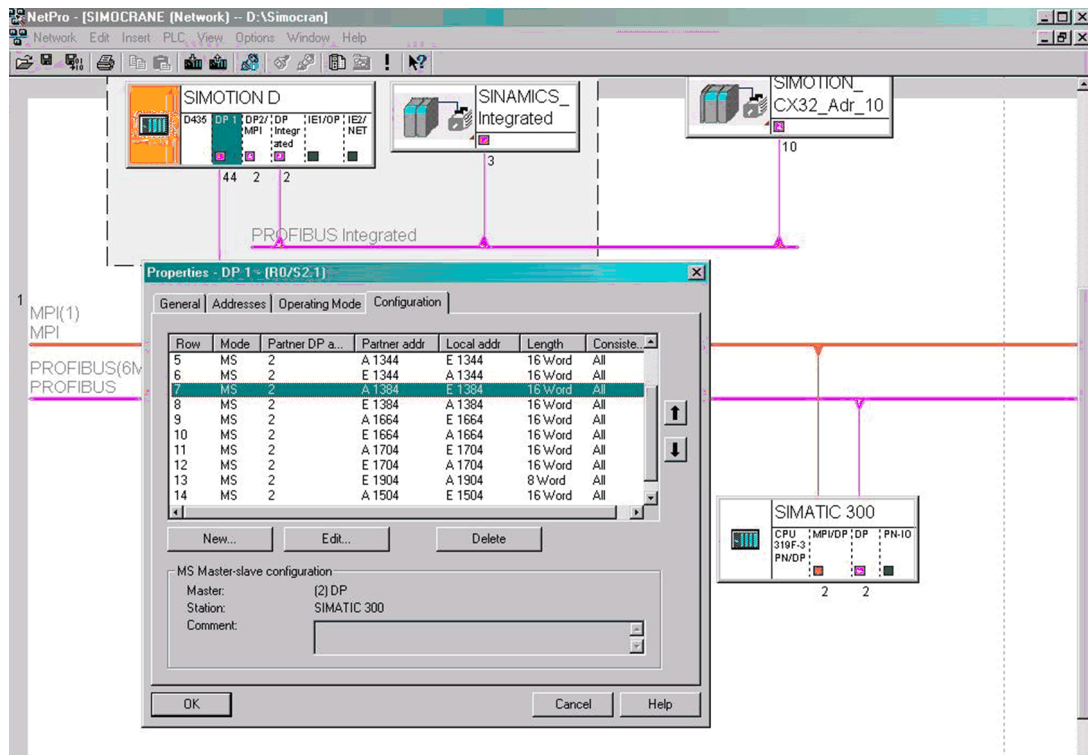 NetPro - [SIMOCRANE (Network) -- D:\Simocran]
Network Edit Insert PLC View Options Window Help
SIMOTION D
D435 DP 1 DP2/MPI DP Integrated IE1/OP IE2/NET
44 2 2
SINAMICS_Integrated
3
SIMOTION_CX32_Adr_10
10
PROFIBUS Integrated
1
MPI(1)
MPI
PROFIBUS(6M
PROFIBUS
Properties - DP 1 - (R0/S2.1)
General Addresses Operating Mode Configuration
Row Mode Partner DP a... Partner addr Local addr Length Consiste...
5 MS 2 A 1344 E 1344 16 Word All
6 MS 2 E 1344 A 1344 16 Word All
7 MS 2 A 1384 E 1384 16 Word All
8 MS 2 E 1384 A 1384 16 Word All
9 MS 2 A 1664 E 1664 16 Word All
10 MS 2 E 1664 A 1664 16 Word All
11 MS 2 A 1704 E 1704 16 Word All
12 MS 2 E 1704 A 1704 16 Word All
13 MS 2 E 1904 A 1904 8 Word All
14 MS 2 A 1504 E 1504 16 Word All
New... Edit... Delete
MS Master-slave configuration
Master: (2) DP
Station: SIMATIC 300
Comment:
OK Cancel Help
SIMATIC 300
CPU 319F-3 PN/DP MPI/DP DP PN-IO
2 2